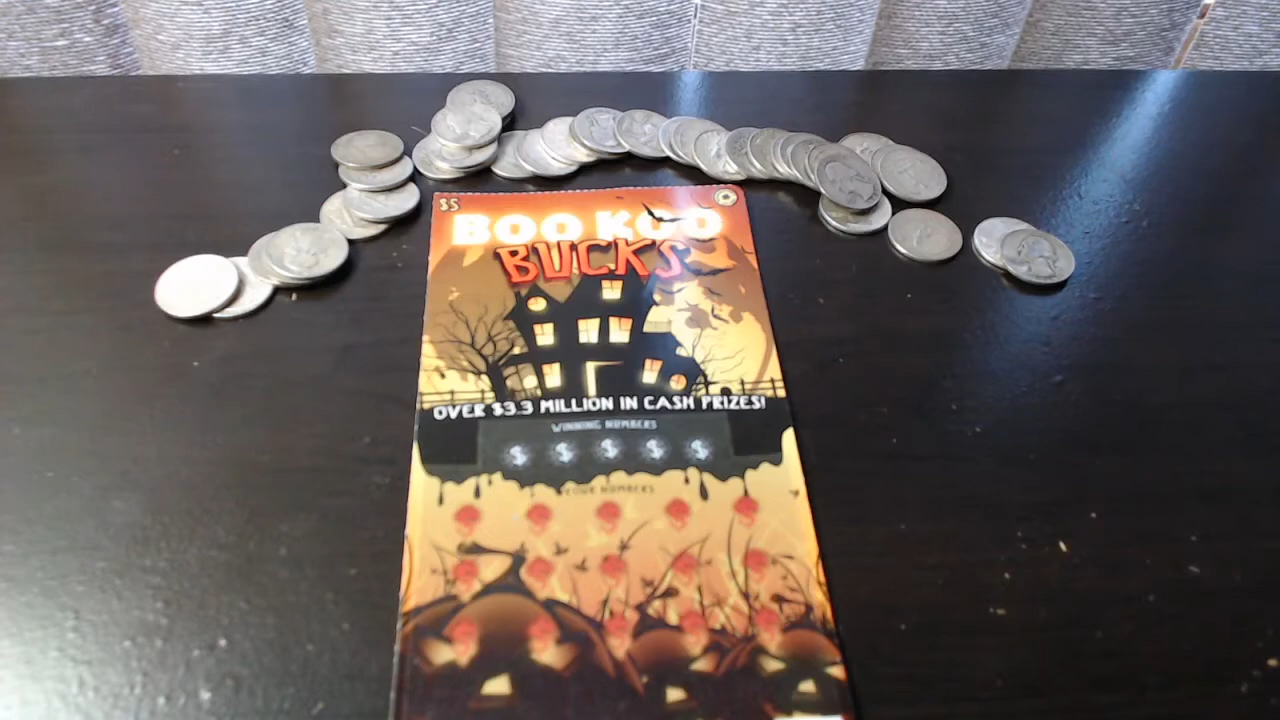 $5
BOO KOO
BUCKS
OVER $3.3 MILLION IN CASH PRIZES!
WINNING NUMBERS
$ $ $ $ $
YOUR NUMBERS